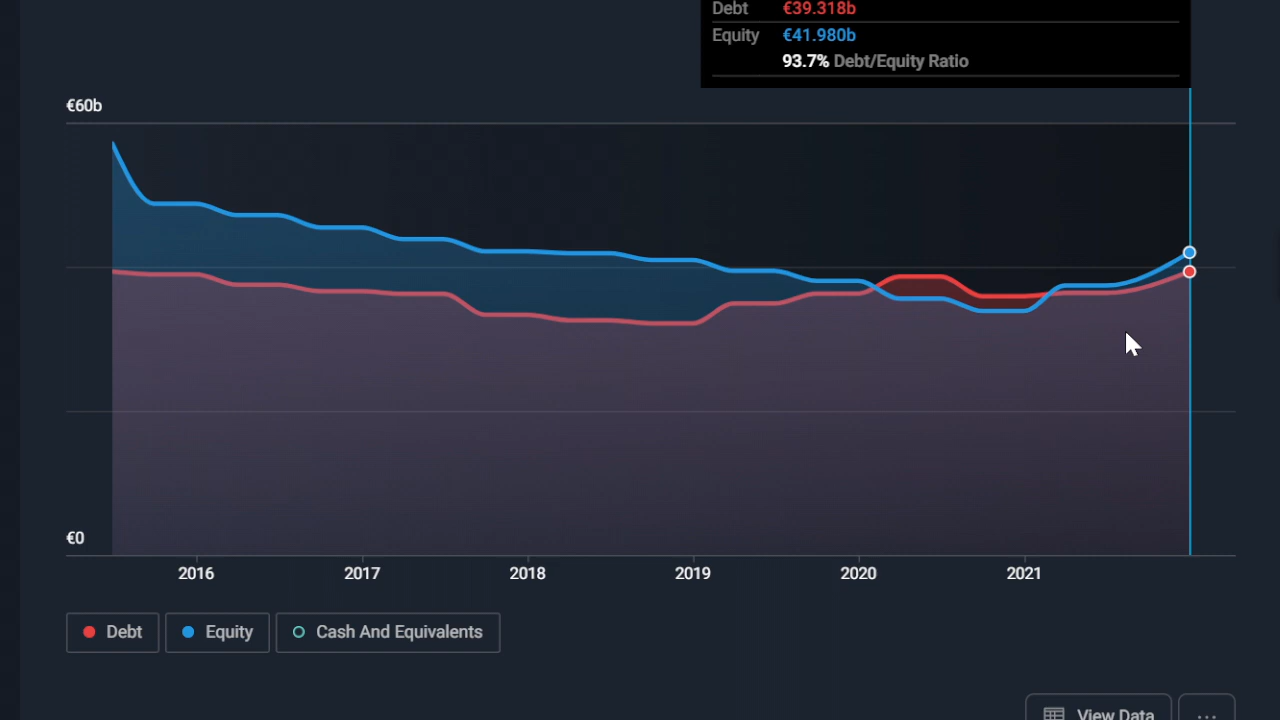 Debt €39.318b
Equity €41.980b
93.7% Debt/Equity Ratio
€60b
€0
2016 2017 2018 2019 2020 2021
Debt Equity Cash And Equivalents
View Data ...